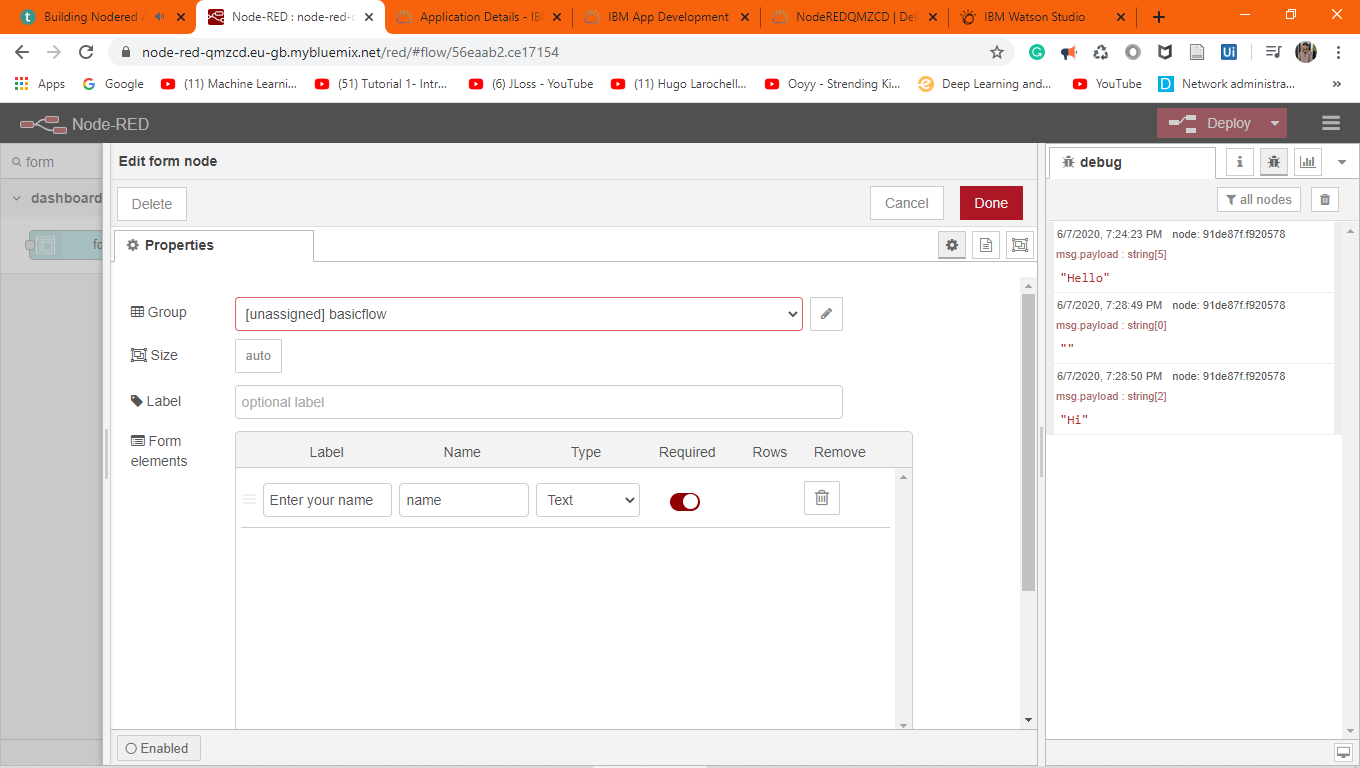 Building Nodered A
Node-RED : node-red-q
Application Details - IB
IBM App Development
NodeREDQMZCD | Del
IBM Watson Studio
node-red-qmzcd.eu-gb.mybluemix.net/red/#flow/56eaab2.ce17154
Apps
Google
(11) Machine Learni...
(51) Tutorial 1- Intr...
(6) JLoss - YouTube
(11) Hugo Larochell...
Ooyy - Strending Ki...
Deep Learning and...
YouTube
Network administra...
»
Node-RED
Deploy
form
Edit form node
debug
Delete
Cancel
Done
all nodes
dashboard
fo
Properties
6/7/2020, 7:24:23 PM node: 91de87f.f920578
msg.payload : string[5]
"Hello"
6/7/2020, 7:28:49 PM node: 91de87f.f920578
msg.payload : string[0]
""
6/7/2020, 7:28:50 PM node: 91de87f.f920578
msg.payload : string[2]
"Hi"
Group
[unassigned] basicflow
Size
auto
Label
optional label
Form
elements
Label Name Type Required Rows Remove
Enter your name name Text
Enabled